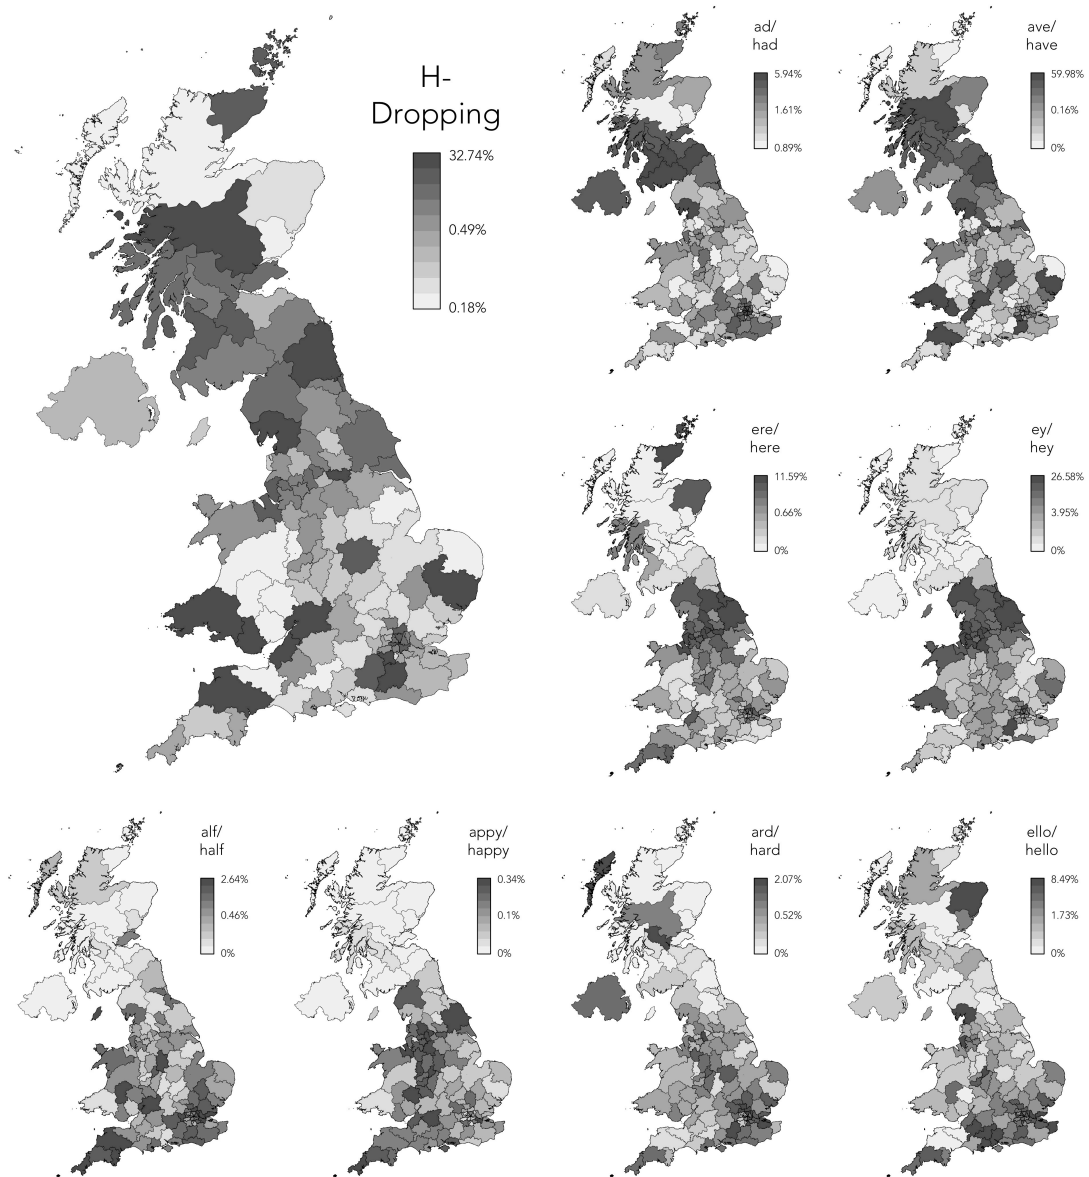 H-
Dropping
32.74%
0.49%
0.18%
ad/
had
5.94%
1.61%
0.89%
ave/
have
59.98%
0.16%
0%
ere/
here
11.59%
0.66%
0%
ey/
hey
26.58%
3.95%
0%
alf/
half
2.64%
0.46%
0%
appy/
happy
0.34%
0.1%
0%
ard/
hard
2.07%
0.52%
0%
ello/
hello
8.49%
1.73%
0%